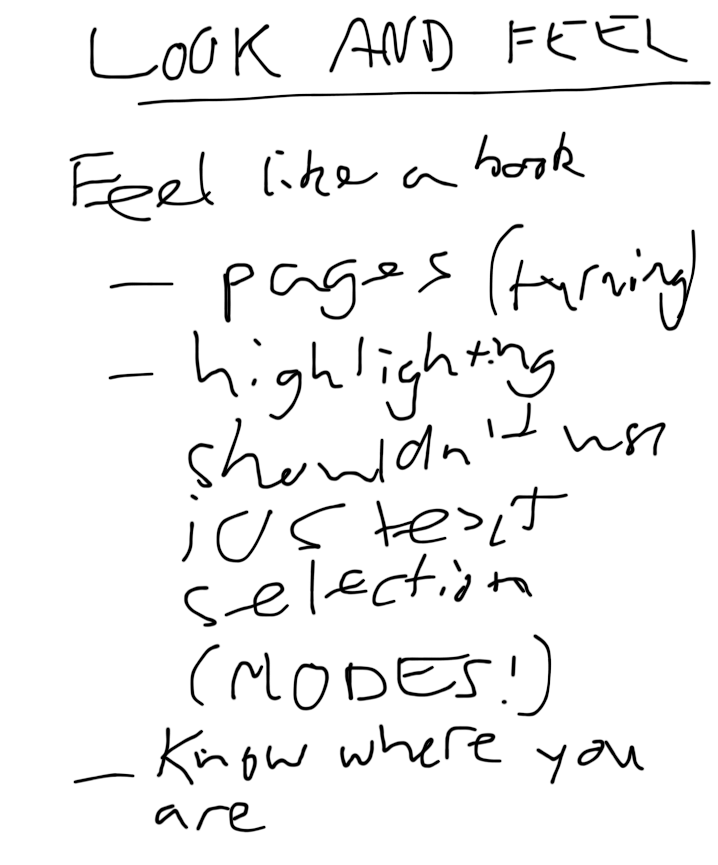 LOOK AND FEEL
Feel like a book
— pages (turning)
— highlighting
shouldn't use
iOS text
selection
(MODES!)
— Know where you
are